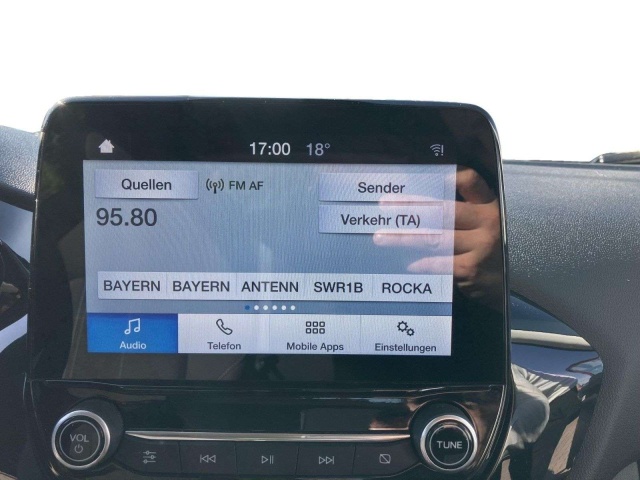 17:00 18°
Quellen FM AF Sender
95.80 Verkehr (TA)
BAYERN BAYERN ANTENN SWR1B ROCKA
Audio Telefon Mobile Apps Einstellungen
VOL TUNE